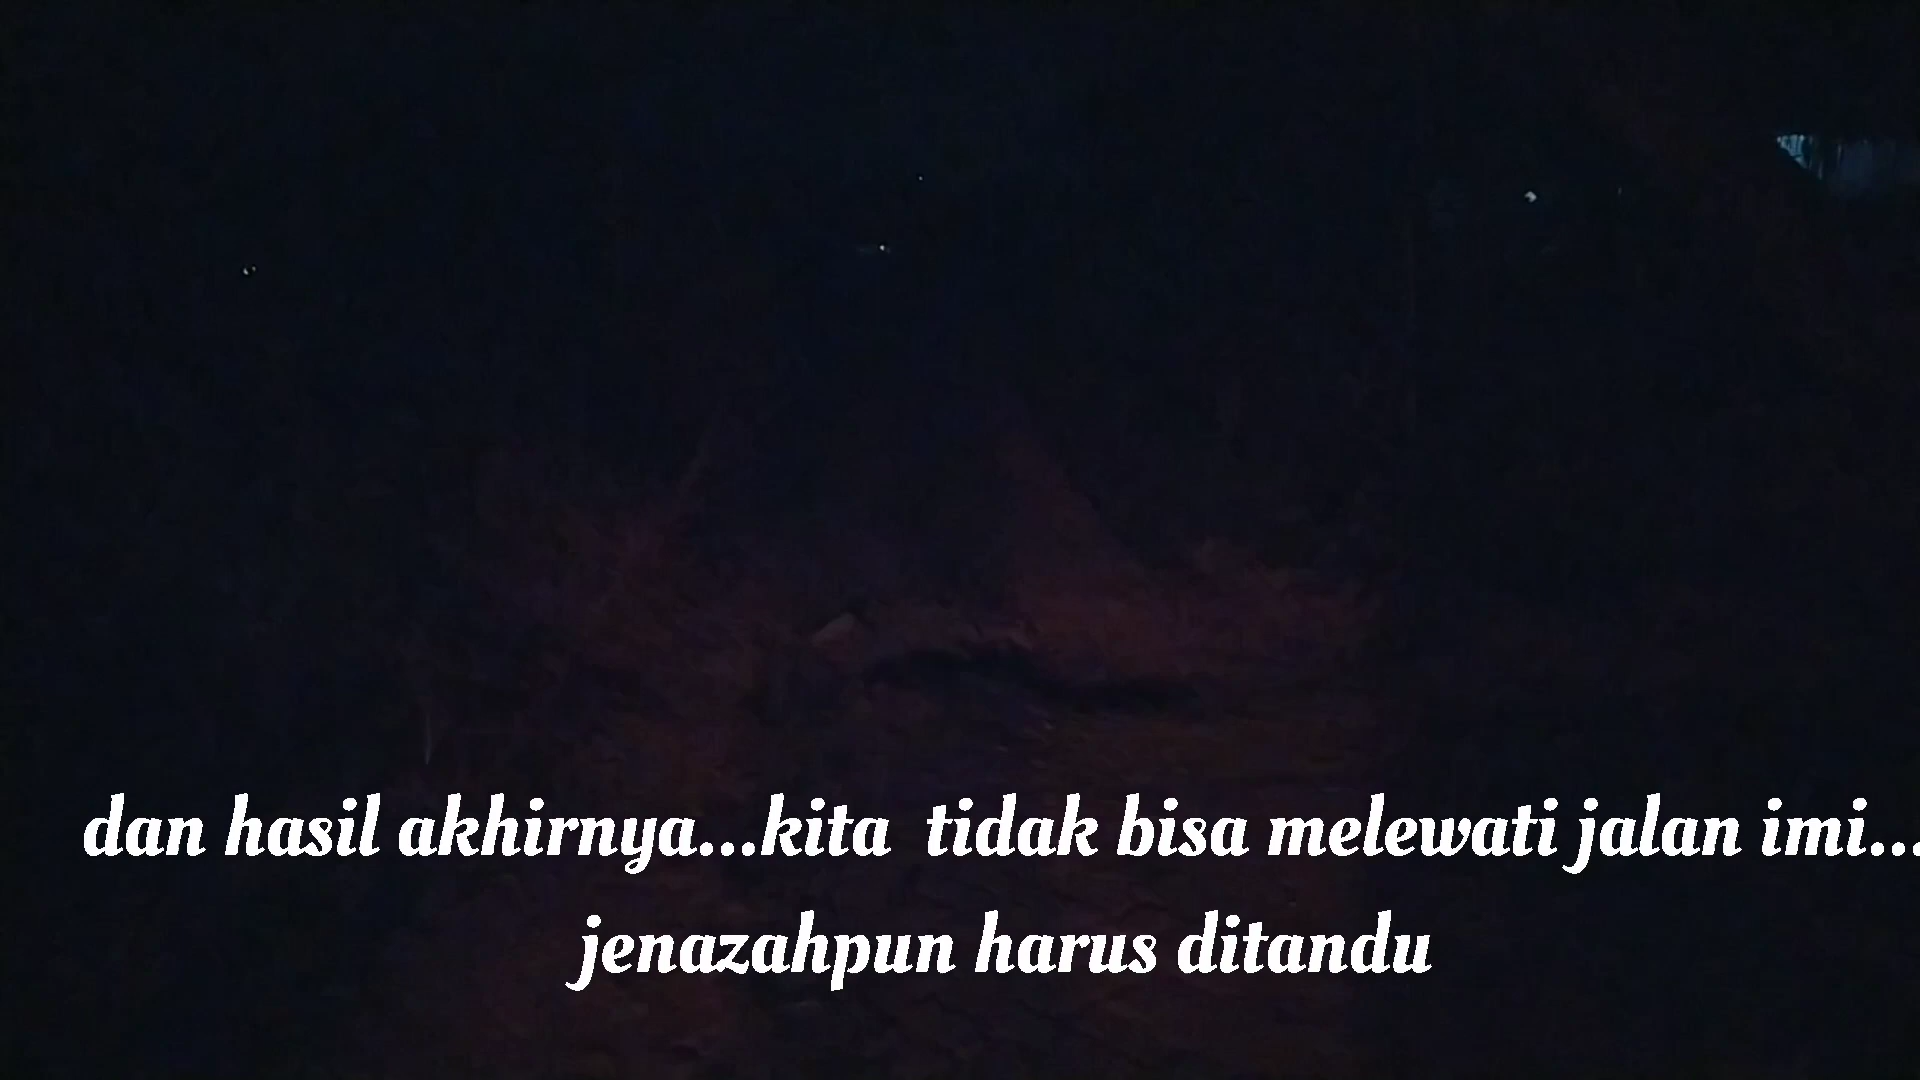 dan hasil akhirnya...kita tidak bisa melewati jalan imi...
jenazahpun harus ditandu